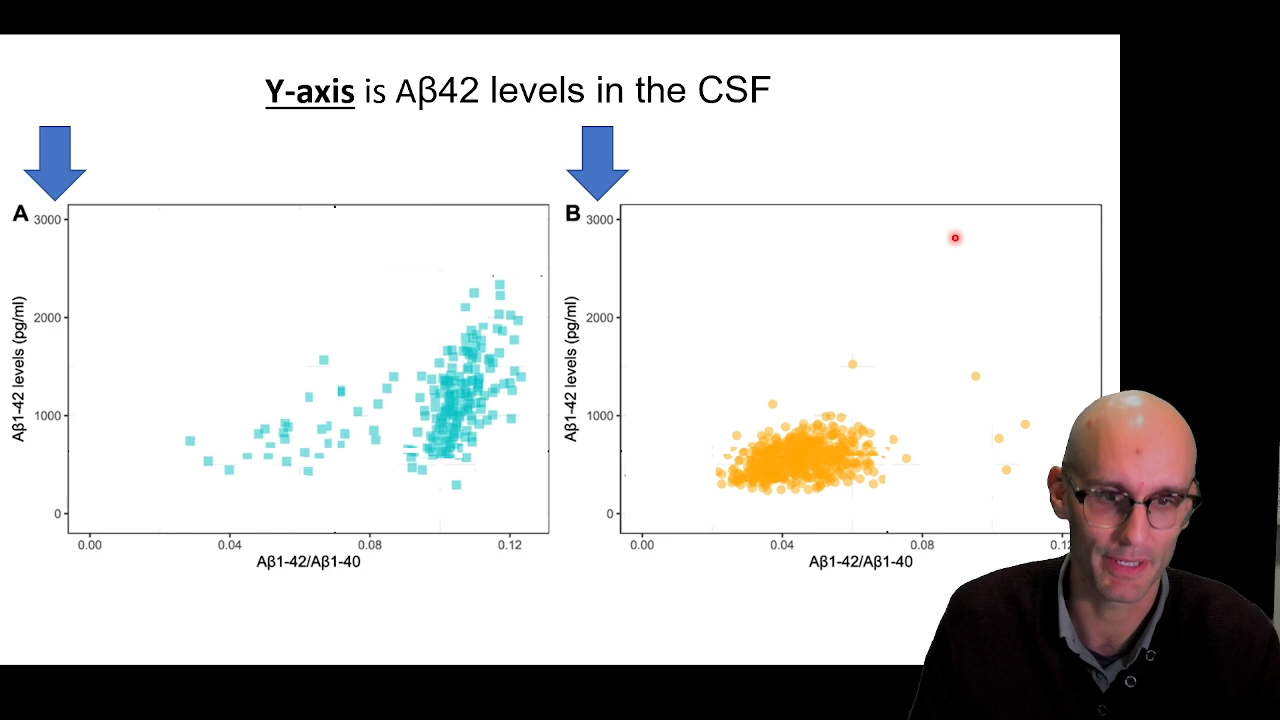 Y-axis is Aβ42 levels in the CSF
A
3000
2000
1000
0
Aβ1-42 levels (pg/ml)
0.00 0.04 0.08 0.12
Aβ1-42/Aβ1-40
B
3000
2000
1000
0
Aβ1-42 levels (pg/ml)
0.00 0.04 0.08
Aβ1-42/Aβ1-40